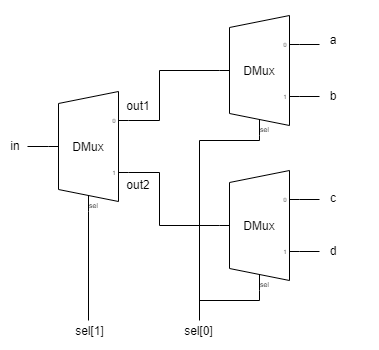 a
0
DMux
1
b
out1
sel
0
in
DMux
1
out2
c
0
sel
DMux
1
d
sel
sel[1]
sel[0]